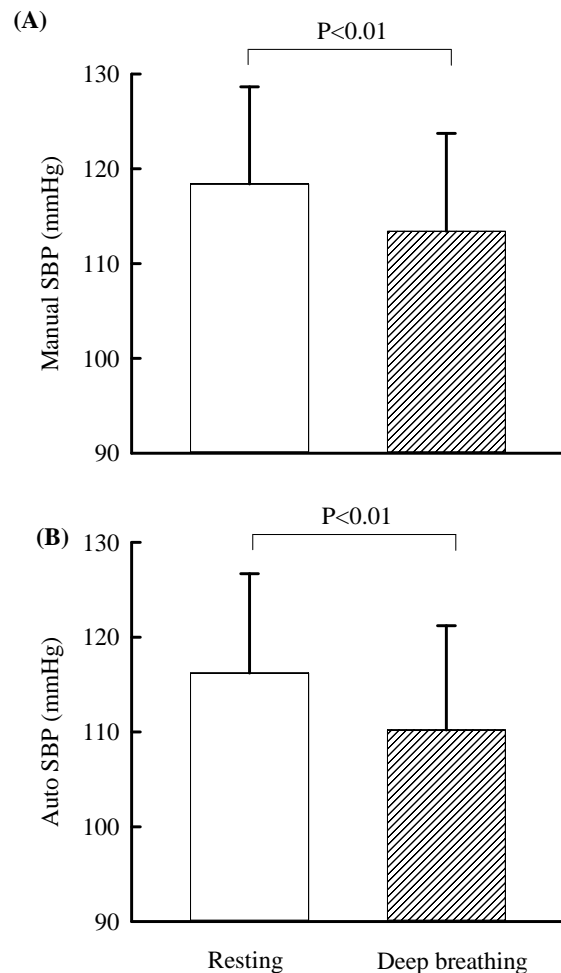 (A)
P<0.01
130
120
110
100
90
Manual SBP (mmHg)
(B)
P<0.01
130
120
110
100
90
Auto SBP (mmHg)
Resting
Deep breathing